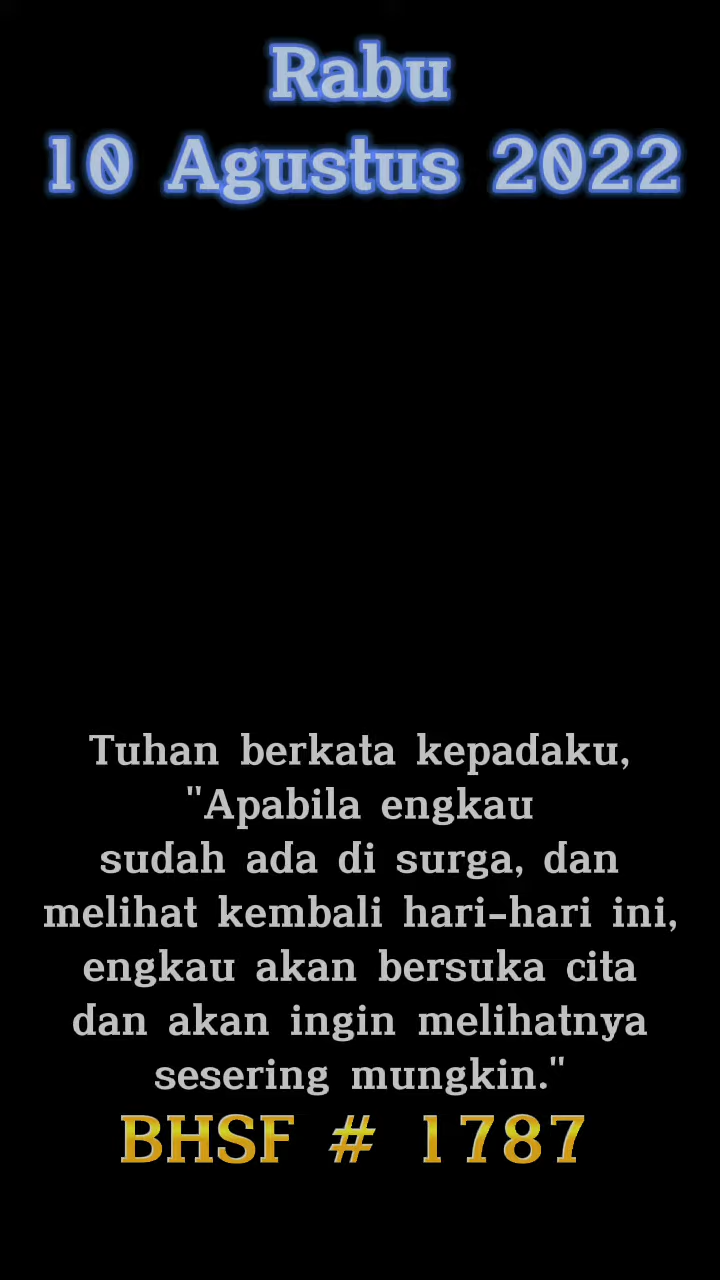 Rabu
10 Agustus 2022
Tuhan berkata kepadaku,
"Apabila engkau
sudah ada di surga, dan
melihat kembali hari-hari ini,
engkau akan bersuka cita
dan akan ingin melihatnya
sesering mungkin."
BHSF # 1787